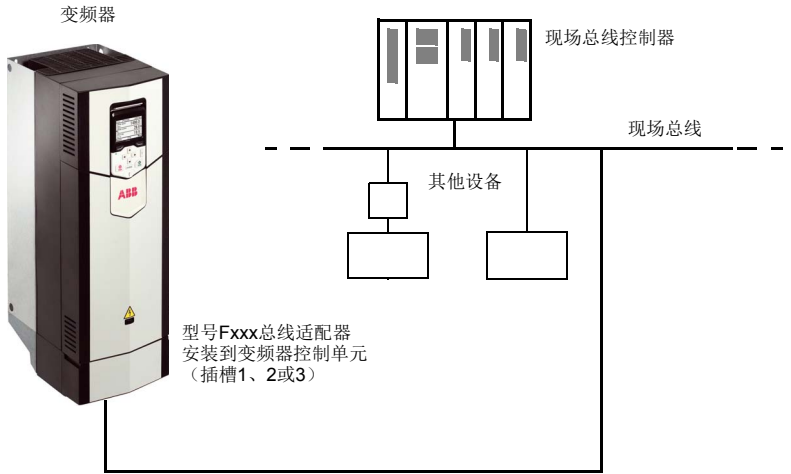 变频器
现场总线控制器
现场总线
其他设备
ABB
型号Fxxx总线适配器
安装到变频器控制单元
（插槽1、2或3）